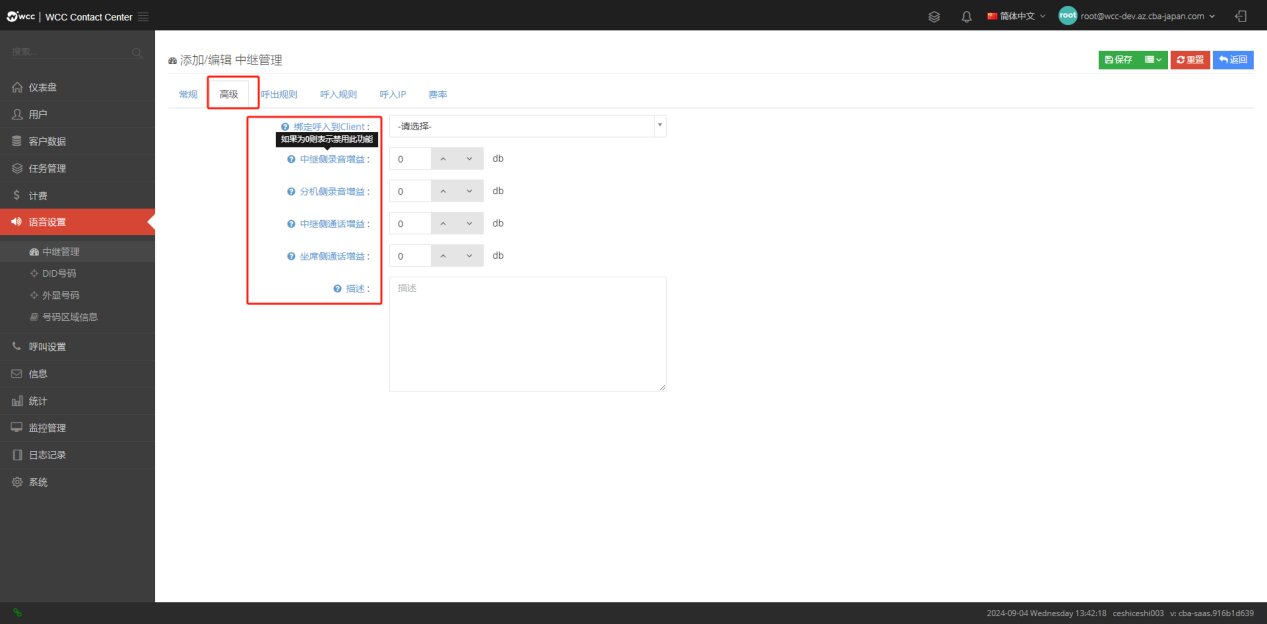 wcc | WCC Contact Center
简体中文
root
root@wcc-dev.az.cba-japan.com
搜索...
仪表盘
用户
客户数据
任务管理
计费
语音设置
中继管理
DID号码
外显号码
号码区域信息
呼叫设置
信息
统计
监控管理
日志记录
系统
添加/编辑 中继管理
保存
重置
返回
常规 高级 呼出规则 呼入规则 呼入IP 费率
绑定呼入到Client : -请选择-
如果为0则表示禁用此功能
中继侧录音增益 : 0 db
分机侧录音增益 : 0 db
中继侧通话增益 : 0 db
坐席侧通话增益 : 0 db
描述 : 描述
2024-09-04 Wednesday 13:42:18 ceshiceshi003 v: cba-saas.916b1d639